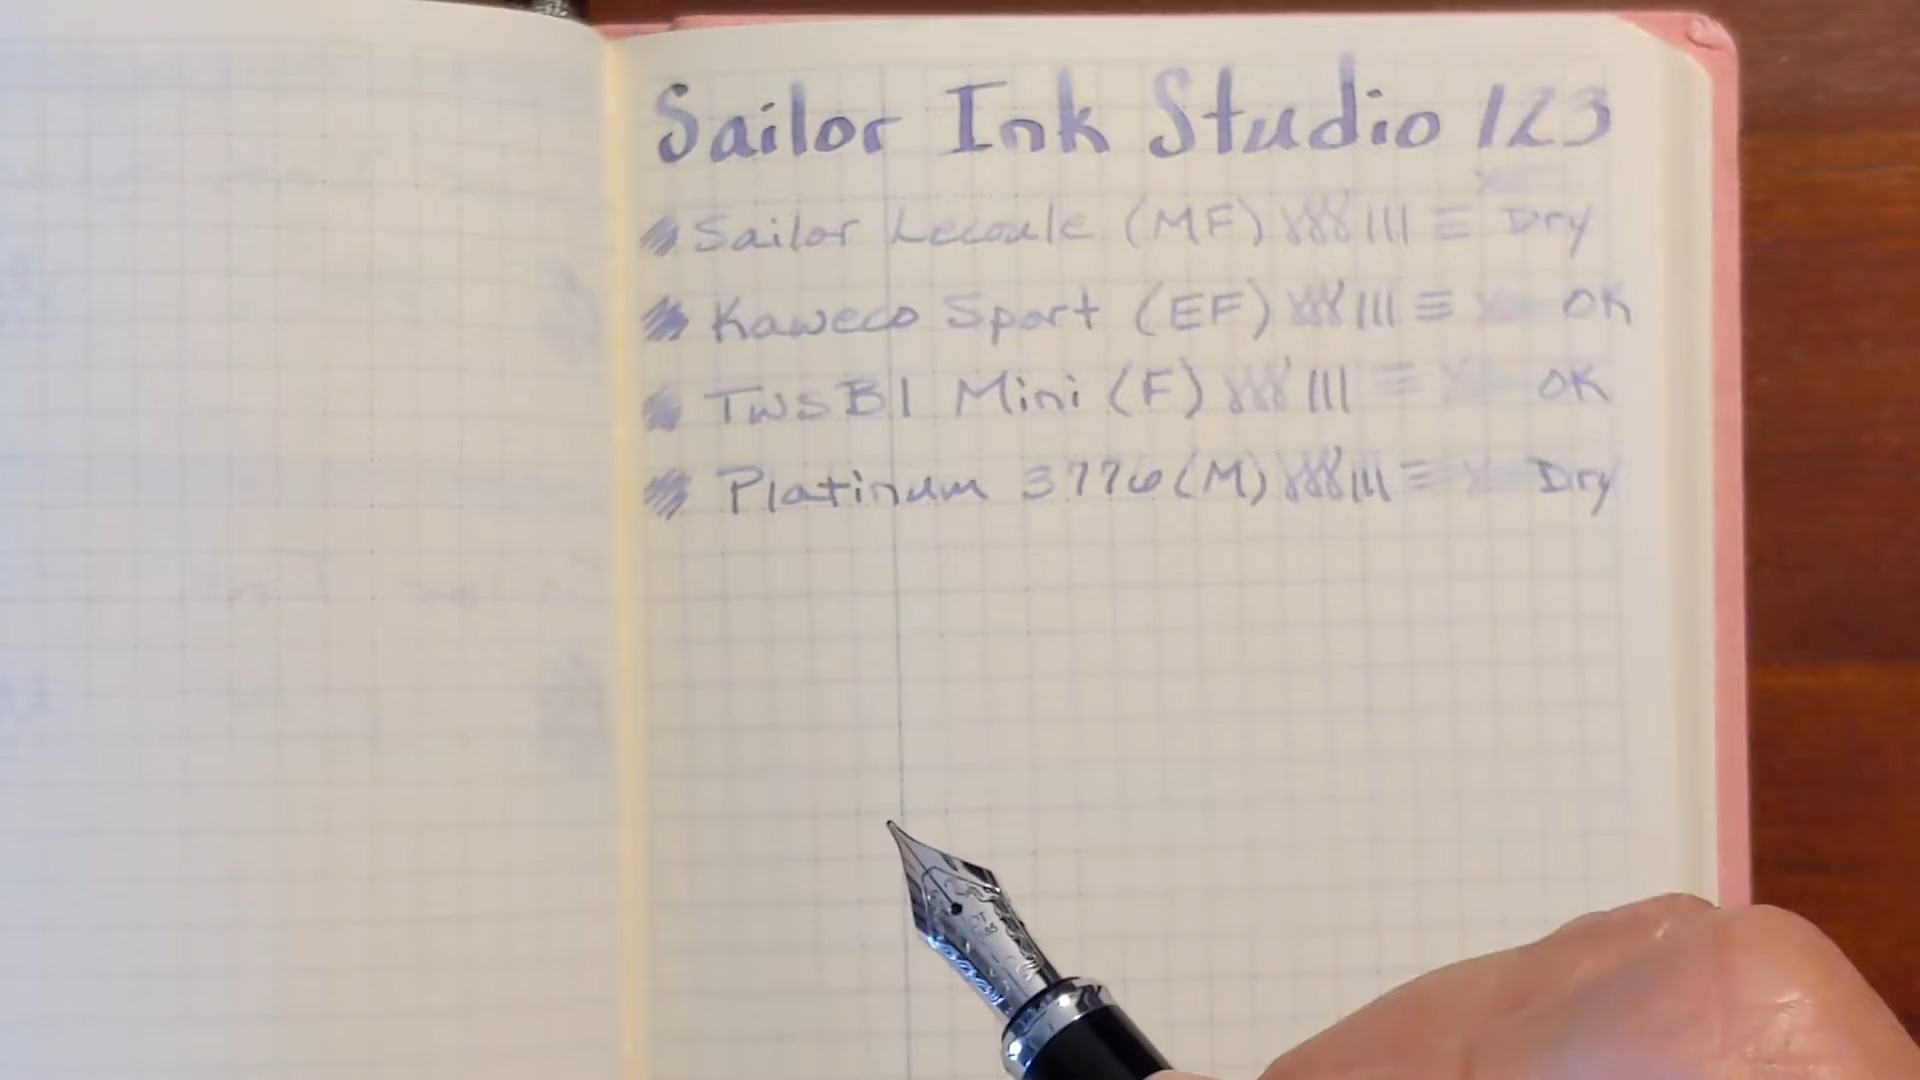 Sailor Ink Studio 123
Sailor Lecoule (MF) Dry
Kaweco Sport (EF) OK
TWSBI Mini (F) OK
Platinum 3776 (M) Dry